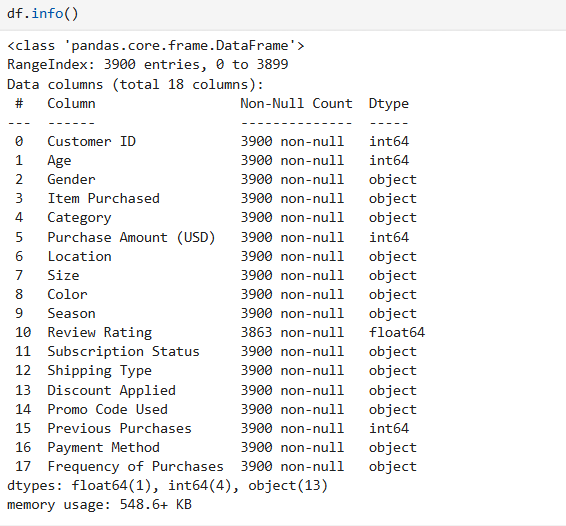 df.info()
<class 'pandas.core.frame.DataFrame'>
RangeIndex: 3900 entries, 0 to 3899
Data columns (total 18 columns):
 #   Column                  Non-Null Count  Dtype
---  ------                  --------------  -----
 0   Customer ID             3900 non-null   int64
 1   Age                     3900 non-null   int64
 2   Gender                  3900 non-null   object
 3   Item Purchased          3900 non-null   object
 4   Category                3900 non-null   object
 5   Purchase Amount (USD)   3900 non-null   int64
 6   Location                3900 non-null   object
 7   Size                    3900 non-null   object
 8   Color                   3900 non-null   object
 9   Season                  3900 non-null   object
 10  Review Rating           3863 non-null   float64
 11  Subscription Status     3900 non-null   object
 12  Shipping Type           3900 non-null   object
 13  Discount Applied        3900 non-null   object
 14  Promo Code Used         3900 non-null   object
 15  Previous Purchases      3900 non-null   int64
 16  Payment Method          3900 non-null   object
 17  Frequency of Purchases  3900 non-null   object
dtypes: float64(1), int64(4), object(13)
memory usage: 548.6+ KB